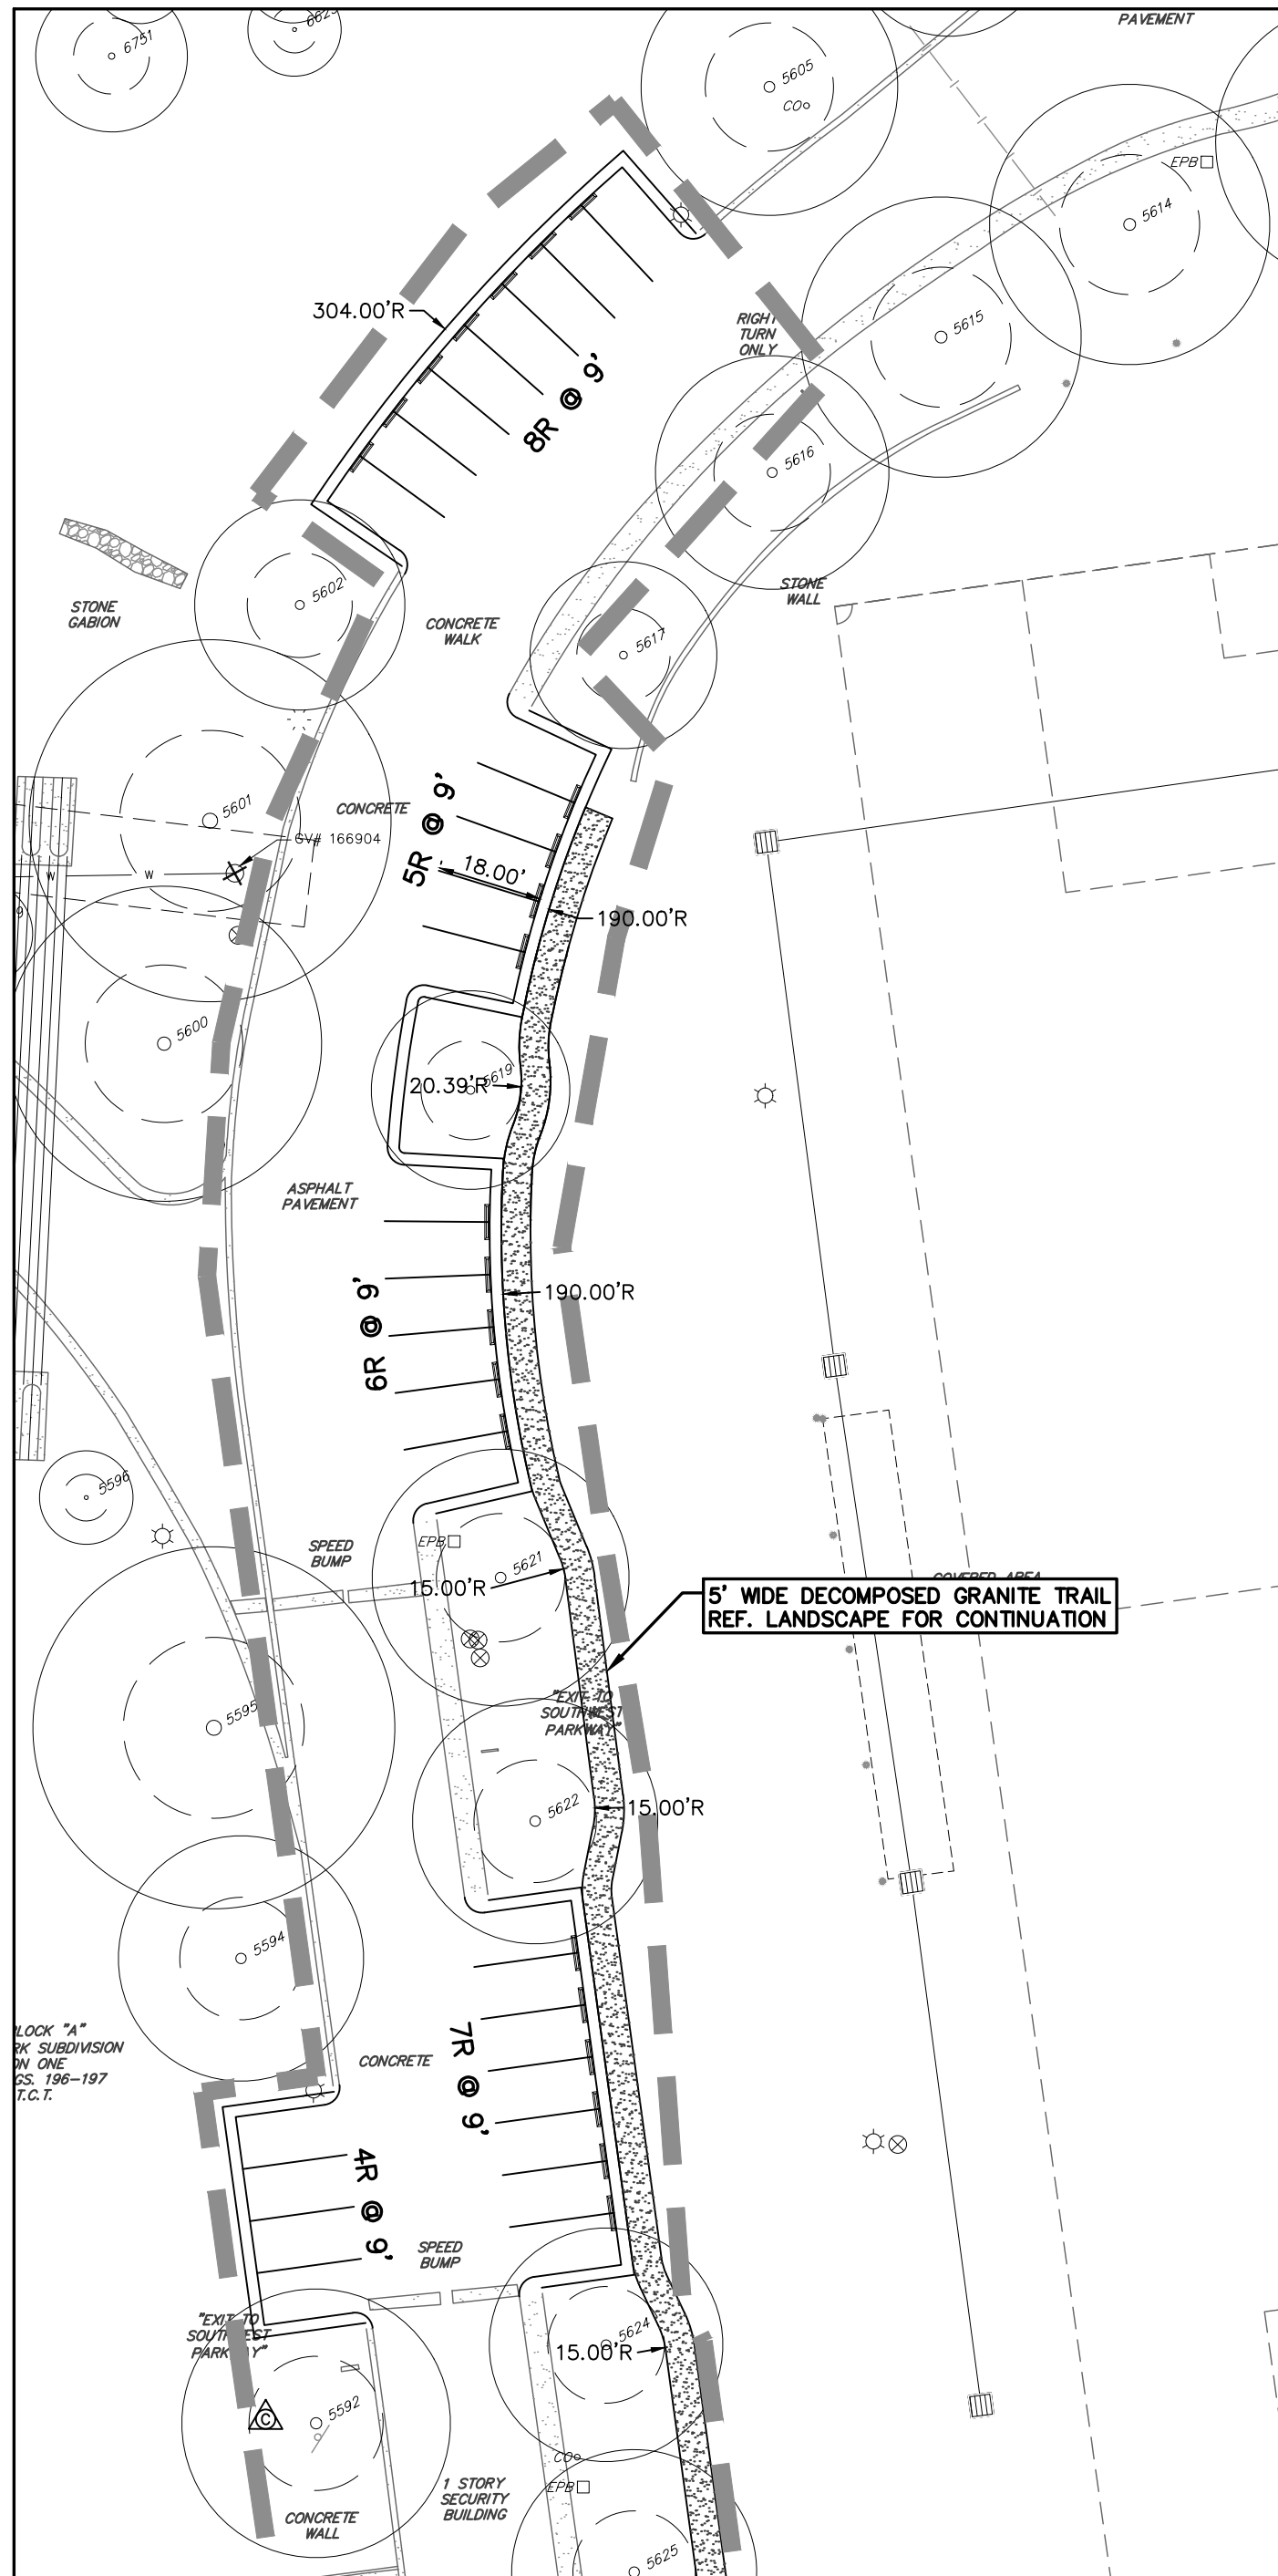 PAVEMENT
6751
5605
CO
EPB
5614
304.00'R
RIGHT
TURN
ONLY
5615
8R @ 9'
5616
5602
STONE
GABION
CONCRETE
WALK
STONE
WALL
5617
5601
CONCRETE
GV# 166904
5R @ 9'
18.00'
W
W
9
190.00'R
5600
20.39'R
5619
ASPHALT
PAVEMENT
6R @ 9'
190.00'R
5596
SPEED
BUMP
EPB
5621
15.00'R
COVERED AREA
5' WIDE DECOMPOSED GRANITE TRAIL
REF. LANDSCAPE FOR CONTINUATION
5595
"EXIT TO
SOUTHWEST
PARKWAY"
5622
15.00'R
5594
LOCK "A"
RK SUBDIVISION
ON ONE
GS. 196-197
T.C.T.
CONCRETE
7R @ 9'
4R @ 9'
SPEED
BUMP
"EXIT TO
SOUTHWEST
PARKWAY"
5624
15.00'R
5592
C
CO
EPB
1 STORY
SECURITY
BUILDING
CONCRETE
WALL
5625